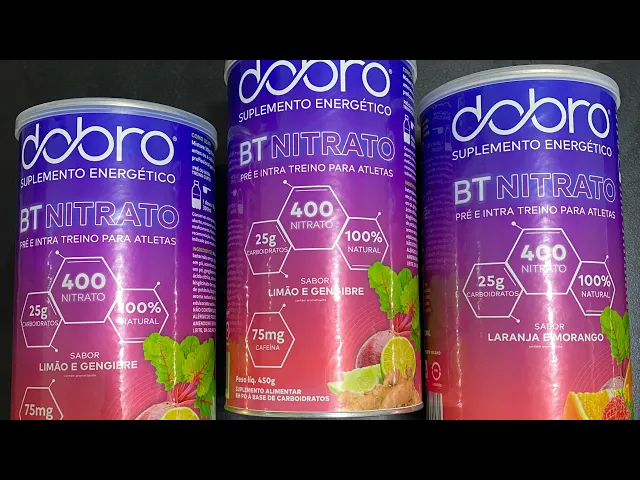 dobro
SUPLEMENTO ENERGÉTICO
BT NITRATO
PRÉ E INTRA TREINO PARA ATLETAS
400
NITRATO
25g
CARBOIDRATOS
100%
NATURAL
SABOR
LIMÃO E GENGIBRE
75mg
dobro
SUPLEMENTO ENERGÉTICO
BT NITRATO
PRÉ E INTRA TREINO PARA ATLETAS
400
NITRATO
25g
CARBOIDRATOS
100%
NATURAL
SABOR
LIMÃO E GENGIBRE
75mg
CAFEÍNA
Peso líq. 450g
SUPLEMENTO ALIMENTAR
EM PÓ A BASE DE CARBOIDRATOS
dobro
SUPLEMENTO ENERGÉTICO
BT NITRATO
PRÉ E INTRA TREINO PARA ATLETAS
400
NITRATO
25g
CARBOIDRATOS
100%
NATURAL
SABOR
LARANJA E MORANGO